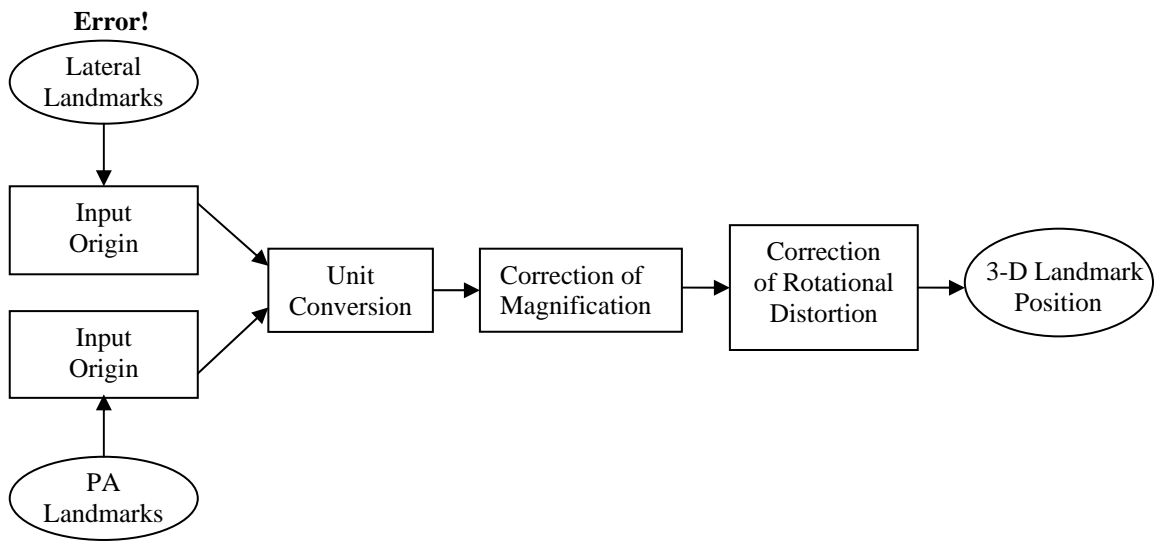 Error!
Lateral
Landmarks
Input
Origin
Input
Origin
PA
Landmarks
Unit
Conversion
Correction of
Magnification
Correction
of Rotational
Distortion
3-D Landmark
Position